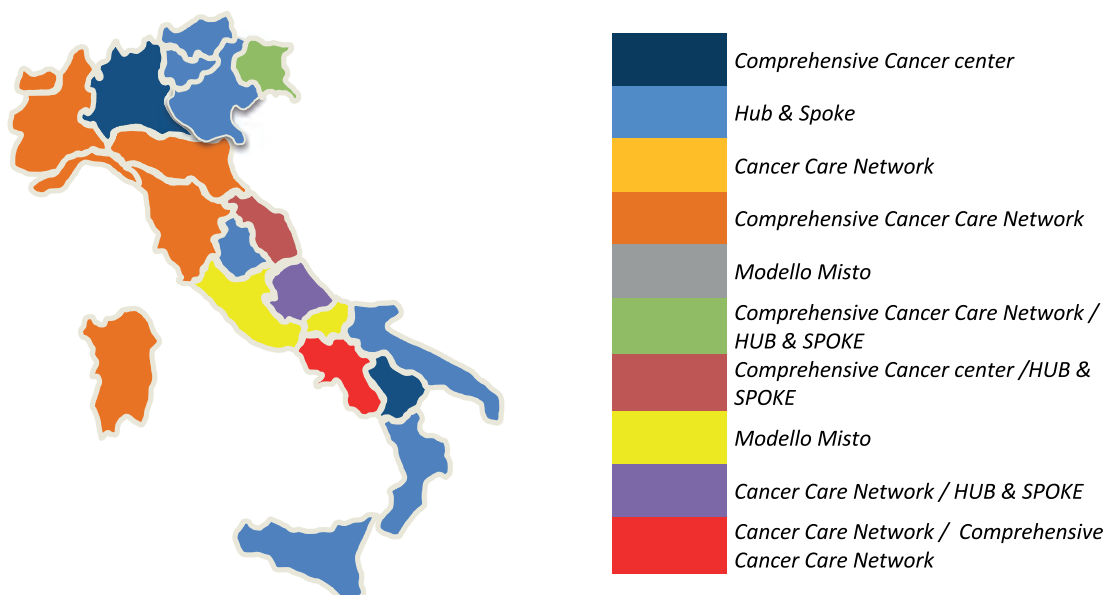 Comprehensive Cancer center
Hub & Spoke
Cancer Care Network
Comprehensive Cancer Care Network
Modello Misto
Comprehensive Cancer Care Network /
HUB & SPOKE
Comprehensive Cancer center /HUB &
SPOKE
Modello Misto
Cancer Care Network / HUB & SPOKE
Cancer Care Network / Comprehensive
Cancer Care Network